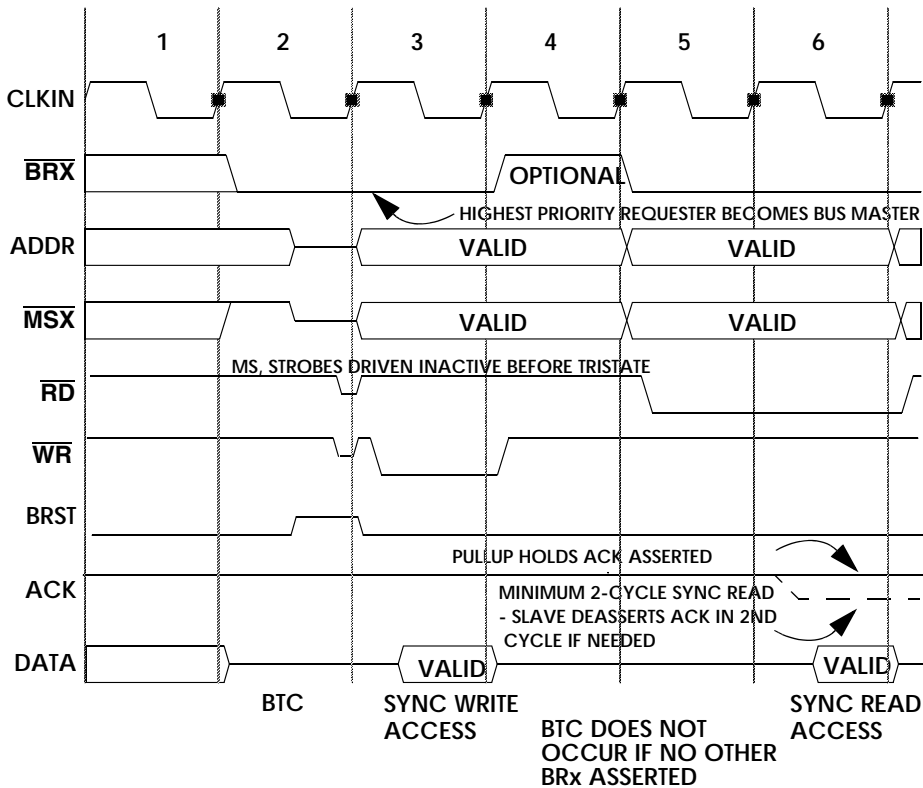 1 2 3 4 5 6
CLKIN
BRX
OPTIONAL
HIGHEST PRIORITY REQUESTER BECOMES BUS MASTER
ADDR
VALID VALID
MSX
VALID VALID
MS, STROBES DRIVEN INACTIVE BEFORE TRISTATE
RD
WR
BRST
PULLUP HOLDS ACK ASSERTED
ACK
MINIMUM 2-CYCLE SYNC READ
- SLAVE DEASSERTS ACK IN 2ND
CYCLE IF NEEDED
DATA
VALID VALID
BTC
SYNC WRITE
ACCESS
BTC DOES NOT
OCCUR IF NO OTHER
BRx ASSERTED
SYNC READ
ACCESS